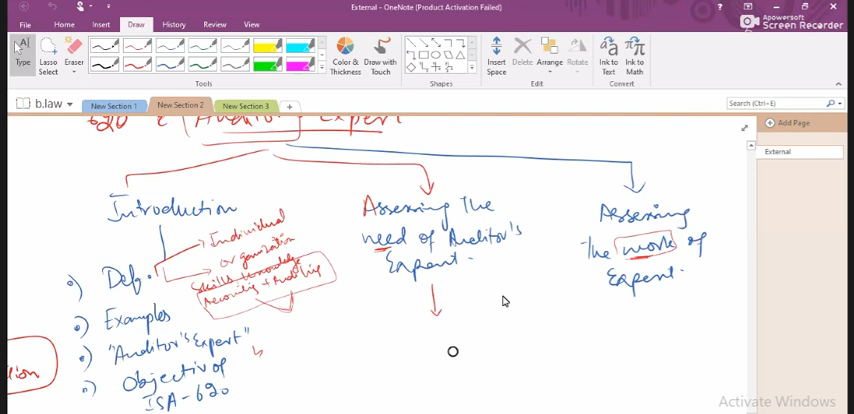 External - OneNote (Product Activation Failed)
Apowersoft
Screen Recorder
File Home Insert Draw History Review View
Type
Lasso Select
Eraser
Color & Thickness
Draw with Touch
Insert Space
Delete
Arrange
Rotate
Ink to Text
Ink to Math
Tools Shapes Edit Convert
b.law New Section 1 New Section 2 New Section 3
Search (Ctrl+E)
Add Page
External
620 Auditor's Expert
Introduction
Assessing the
need of Auditor's
Expert.
Assessing
the work of
Expert.
Individual
or organization
Skills knowledge
Accounting + Auditing
Def.
Examples
"Auditor's Expert"
Objectiv of
ISA-620
Activate Windows